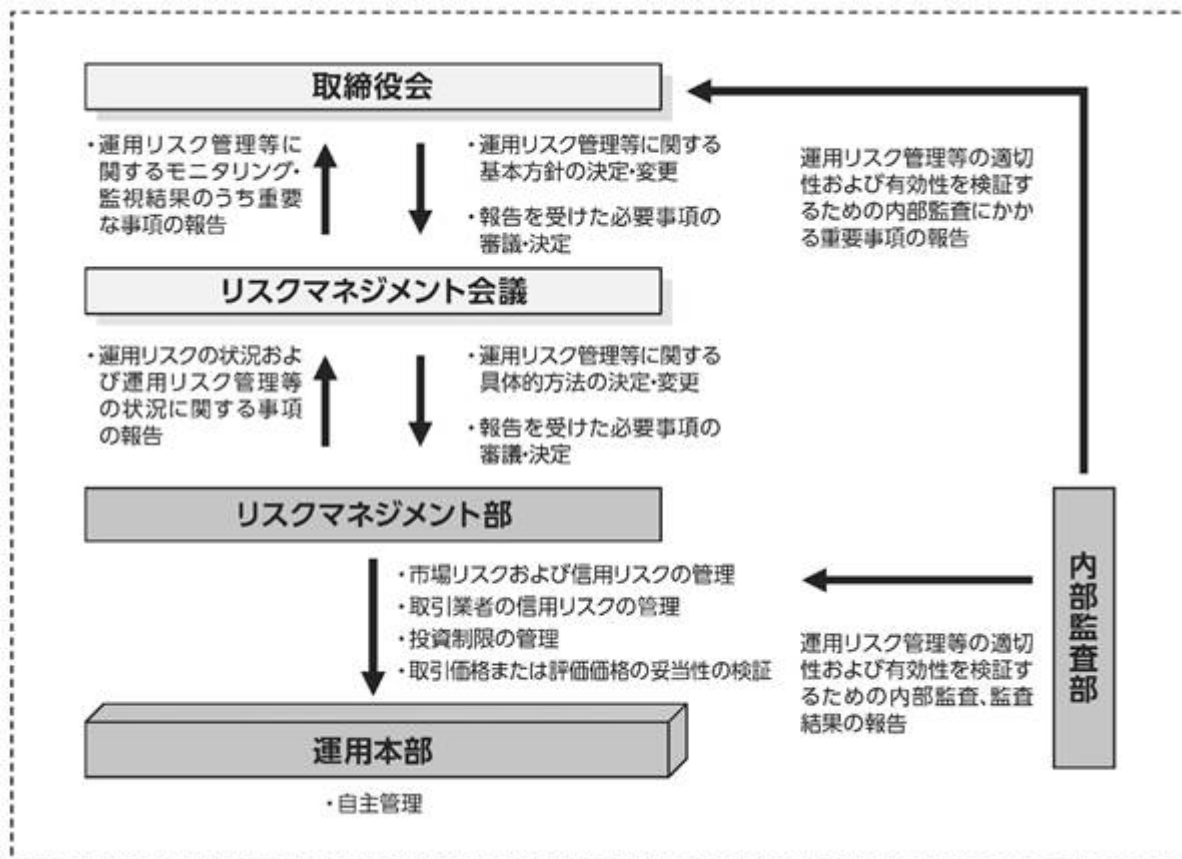 取締役会
・運用リスク管理等に
関するモニタリング・
監視結果のうち重要
な事項の報告
・運用リスク管理等に関する
基本方針の決定・変更
・報告を受けた必要事項の
審議・決定
運用リスク管理等の適切
性および有効性を検証す
るための内部監査にかか
る重要事項の報告
リスクマネジメント会議
・運用リスクの状況およ
び運用リスク管理等
の状況に関する事項
の報告
・運用リスク管理等に関する
具体的方法の決定・変更
・報告を受けた必要事項の
審議・決定
リスクマネジメント部
・市場リスクおよび信用リスクの管理
・取引業者の信用リスクの管理
・投資制限の管理
・取引価格または評価価格の妥当性の検証
内部監査部
運用リスク管理等の適切
性および有効性を検証す
るための内部監査、監査
結果の報告
運用本部
・自主管理